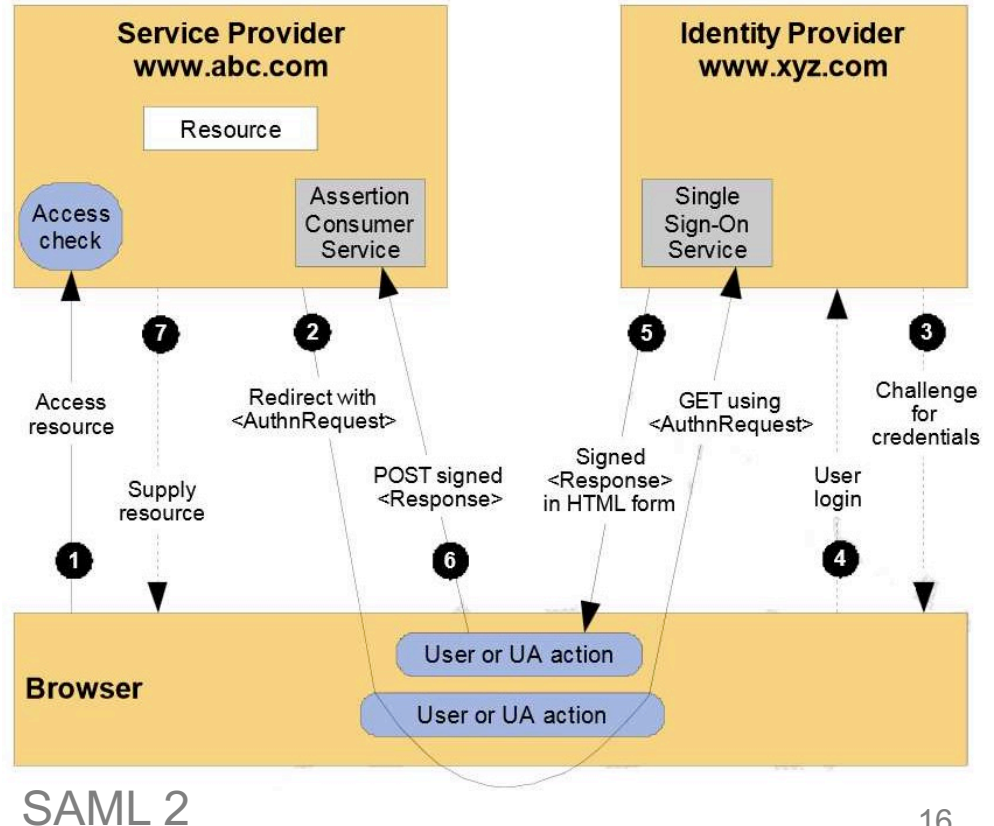 Service Provider
www.abc.com
Identity Provider
www.xyz.com
Resource
Access
check
Assertion
Consumer
Service
Single
Sign-On
Service
7
2
5
3
Access
resource
Redirect with
<AuthnRequest>
GET using
<AuthnRequest>
Challenge
for
credentials
Supply
resource
POST signed
<Response>
Signed
<Response>
in HTML form
User
login
1
6
4
User or UA action
Browser
User or UA action
SAML 2
16